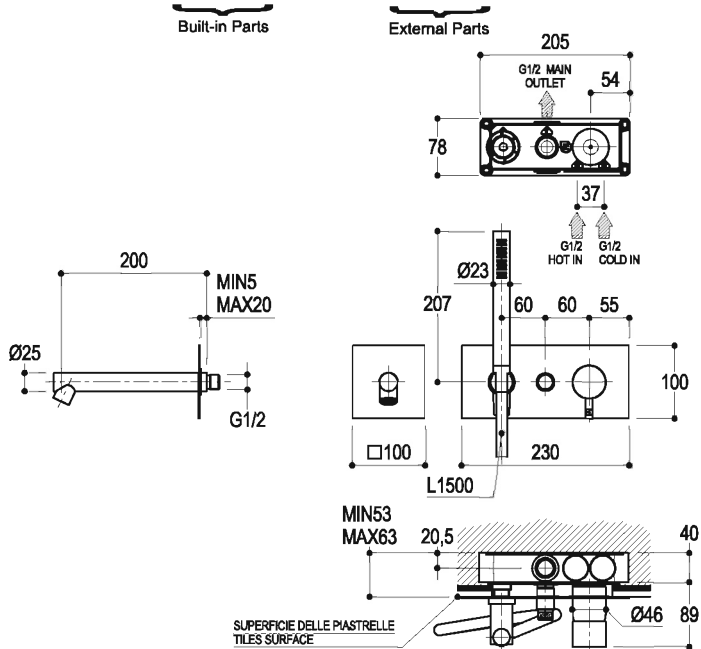 Built-in Parts
External Parts
205
G1/2 MAIN
OUTLET
54
78
37
G1/2
HOT IN
G1/2
COLD IN
200
MIN5
MAX20
Ø25
G1/2
Ø23
207
60
60
55
100
□100
230
L1500
MIN53
MAX63
20,5
40
Ø46
89
SUPERFICIE DELLE PIASTRELLE
TILES SURFACE